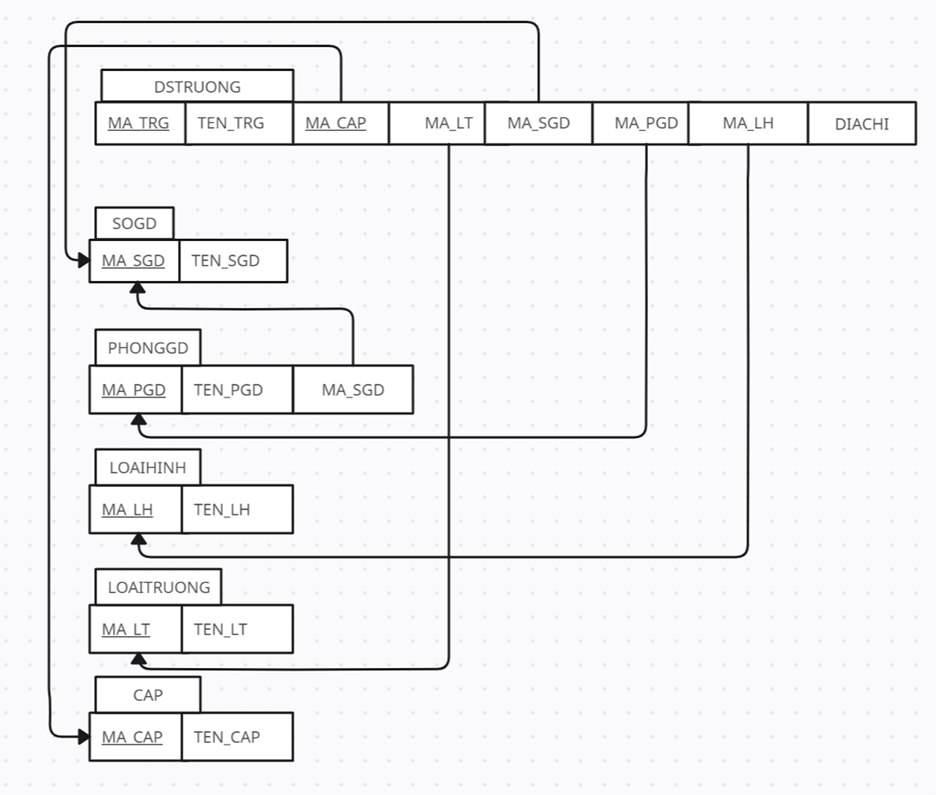 DSTRUONG
MA_TRG TEN_TRG MA_CAP MA_LT MA_SGD MA_PGD MA_LH DIACHI
SOGD
MA_SGD TEN_SGD
PHONGGD
MA_PGD TEN_PGD MA_SGD
LOAIHINH
MA_LH TEN_LH
LOAITRUONG
MA_LT TEN_LT
CAP
MA_CAP TEN_CAP